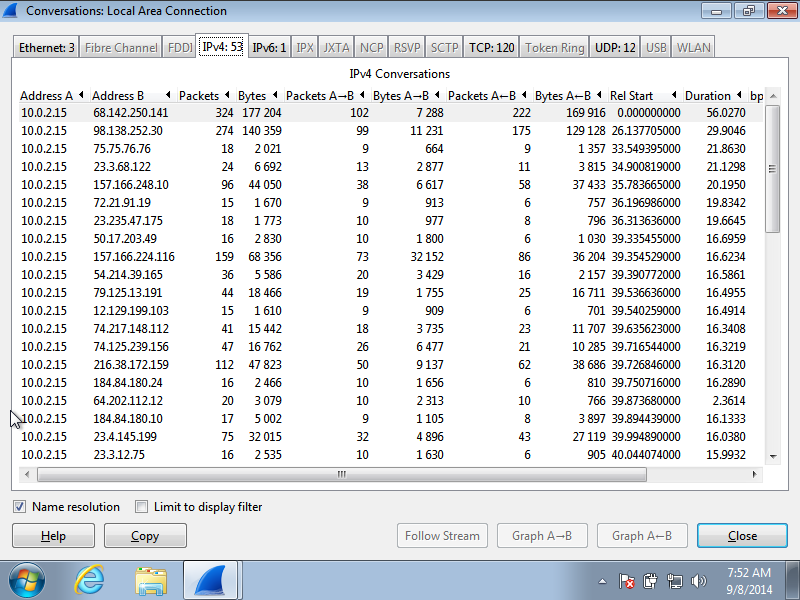 Conversations: Local Area Connection
Ethernet: 3 Fibre Channel FDDI IPv4: 53 IPv6: 1 IPX JXTA NCP RSVP SCTP TCP: 120 Token Ring UDP: 12 USB WLAN
IPv4 Conversations
Address A Address B Packets Bytes Packets A→B Bytes A→B Packets A←B Bytes A←B Rel Start Duration bp
10.0.2.15 68.142.250.141 324 177 204 102 7 288 222 169 916 0.000000000 56.0270
10.0.2.15 98.138.252.30 274 140 359 99 11 231 175 129 128 26.137705000 29.9046
10.0.2.15 75.75.76.76 18 2 021 9 664 9 1 357 33.549395000 21.8630
10.0.2.15 23.3.68.122 24 6 692 13 2 877 11 3 815 34.900819000 21.1298
10.0.2.15 157.166.248.10 96 44 050 38 6 617 58 37 433 35.783665000 20.1950
10.0.2.15 72.21.91.19 15 1 670 9 913 6 757 36.196986000 19.8342
10.0.2.15 23.235.47.175 18 1 773 10 977 8 796 36.313636000 19.6645
10.0.2.15 50.17.203.49 16 2 830 10 1 800 6 1 030 39.335455000 16.6959
10.0.2.15 157.166.224.116 159 68 356 73 32 152 86 36 204 39.354529000 16.6234
10.0.2.15 54.214.39.165 36 5 586 20 3 429 16 2 157 39.390772000 16.5861
10.0.2.15 79.125.13.191 44 18 466 19 1 755 25 16 711 39.536636000 16.4955
10.0.2.15 12.129.199.103 15 1 610 9 909 6 701 39.540259000 16.4914
10.0.2.15 74.217.148.112 41 15 442 18 3 735 23 11 707 39.635623000 16.3408
10.0.2.15 74.125.239.156 47 16 762 26 6 477 21 10 285 39.716544000 16.3219
10.0.2.15 216.38.172.159 112 47 823 50 9 137 62 38 686 39.726846000 16.3120
10.0.2.15 184.84.180.24 16 2 466 10 1 656 6 810 39.750716000 16.2890
10.0.2.15 64.202.112.12 20 3 079 10 2 313 10 766 39.873680000 2.3614
10.0.2.15 184.84.180.10 17 5 002 9 1 105 8 3 897 39.894439000 16.1333
10.0.2.15 23.4.145.199 75 32 015 32 4 896 43 27 119 39.994890000 16.0380
10.0.2.15 23.3.12.75 16 2 535 10 1 630 6 905 40.044074000 15.9932
Name resolution Limit to display filter
Help Copy Follow Stream Graph A→B Graph A←B Close
7:52 AM
9/8/2014